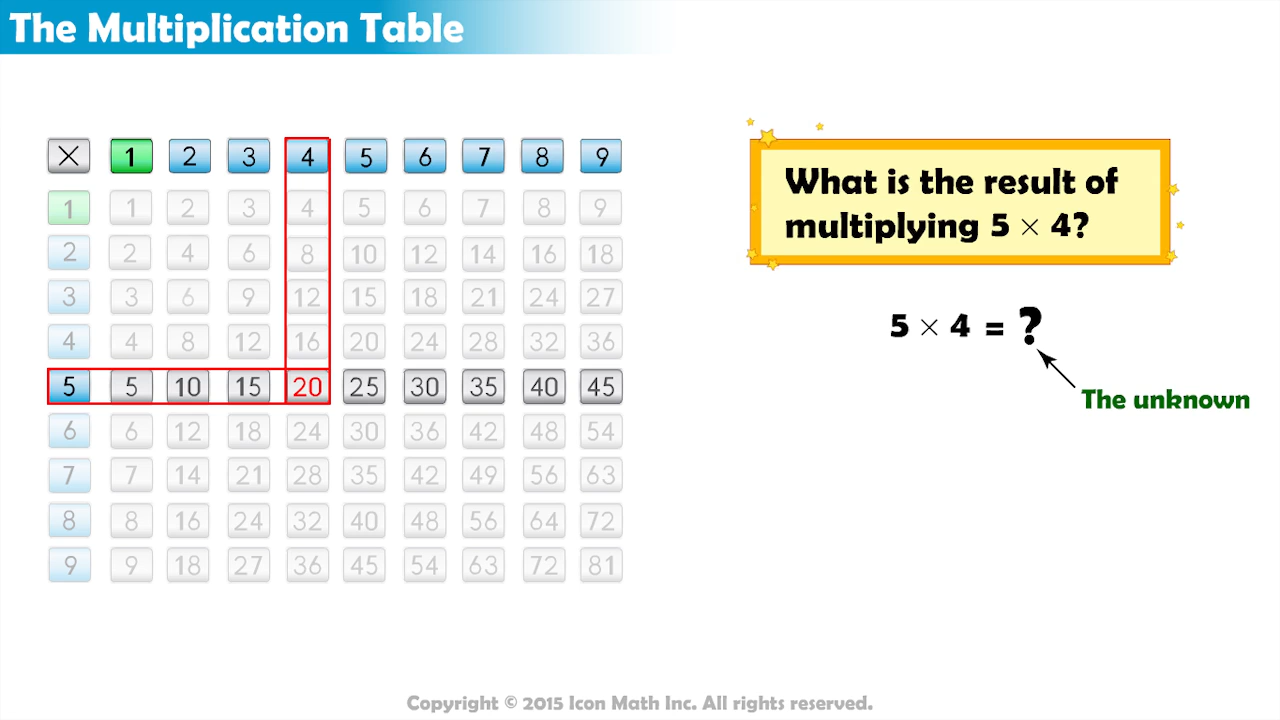 The Multiplication Table
× 1 2 3 4 5 6 7 8 9
1 1 2 3 4 5 6 7 8 9
2 2 4 6 8 10 12 14 16 18
3 3 6 9 12 15 18 21 24 27
4 4 8 12 16 20 24 28 32 36
5 5 10 15 20 25 30 35 40 45
6 6 12 18 24 30 36 42 48 54
7 7 14 21 28 35 42 49 56 63
8 8 16 24 32 40 48 56 64 72
9 9 18 27 36 45 54 63 72 81
What is the result of
multiplying 5 × 4?
5 × 4 = ?
The unknown
Copyright © 2015 Icon Math Inc. All rights reserved.